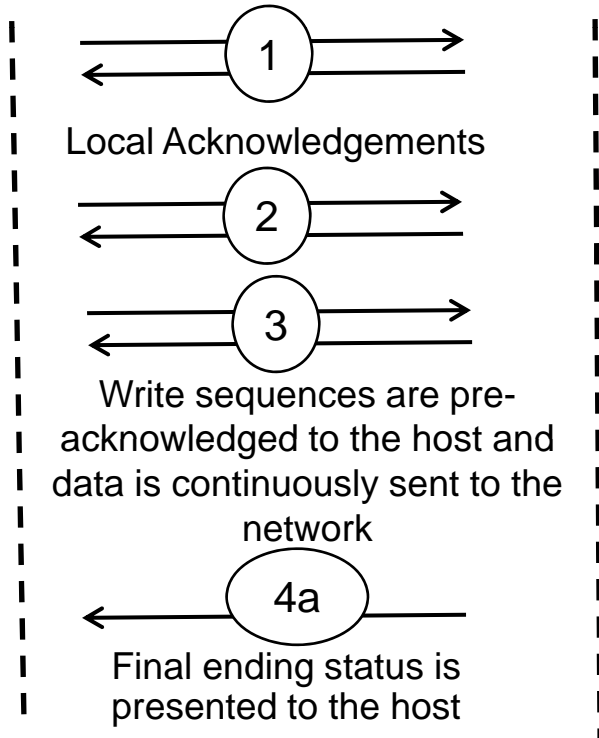 1
Local Acknowledgements
2
3
Write sequences are pre-
acknowledged to the host and
data is continuously sent to the
network
4a
Final ending status is
presented to the host